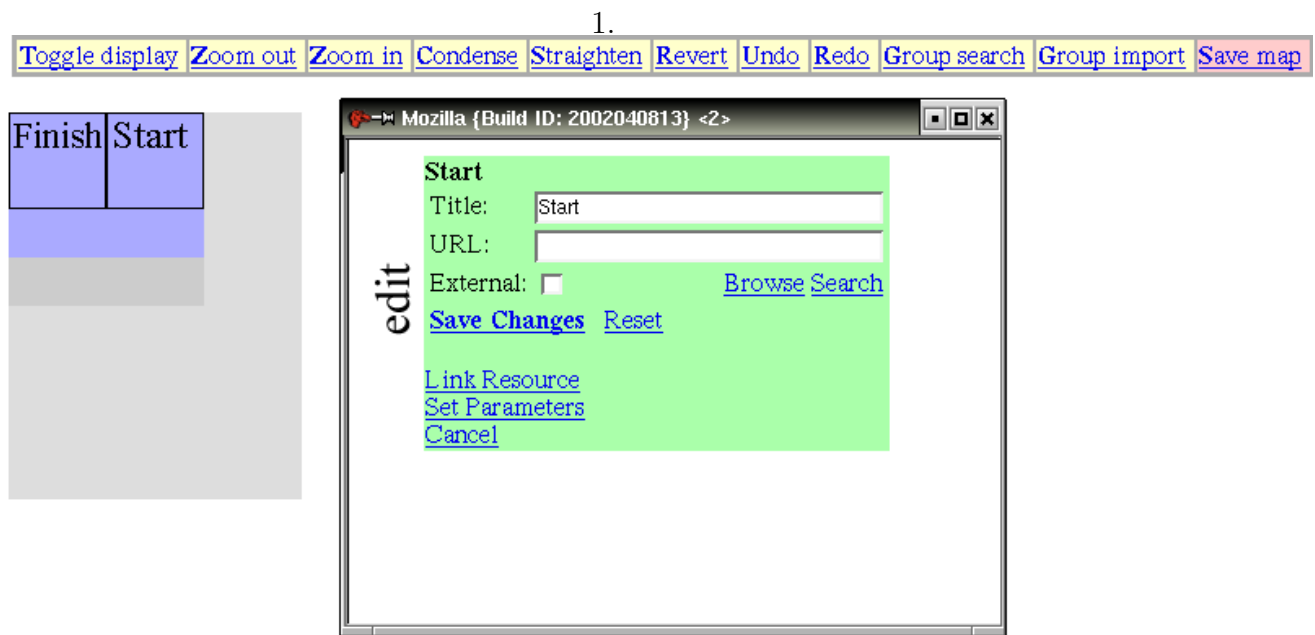 1.
Toggle display Zoom out Zoom in Condense Straighten Revert Undo Redo Group search Group import Save map
Finish Start
Mozilla {Build ID: 2002040813} <2>
edit
Start
Title: Start
URL:
External: Browse Search
Save Changes Reset
Link Resource
Set Parameters
Cancel